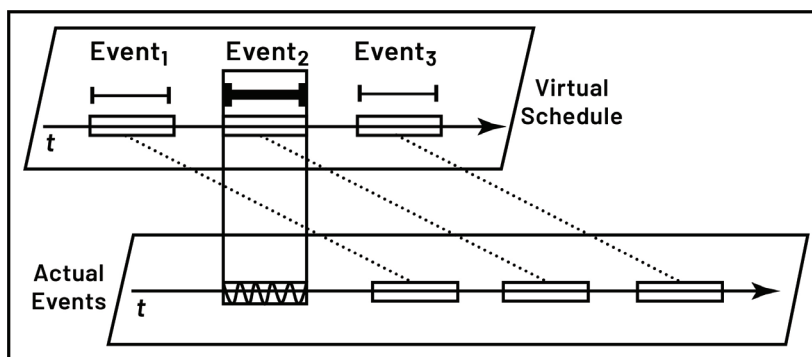 Event₁ Event₂ Event₃
Virtual
Schedule
t
Actual
Events
t